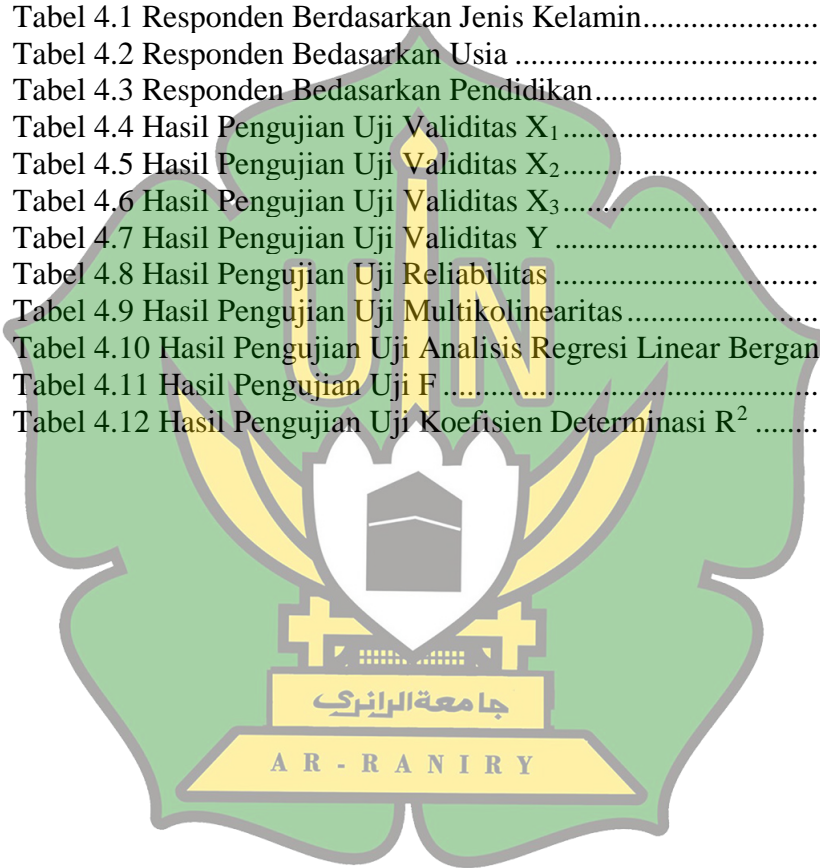 Tabel 4.1 Responden Berdasarkan Jenis Kelamin..........................
Tabel 4.2 Responden Bedasarkan Usia ............................................
Tabel 4.3 Responden Bedasarkan Pendidikan.................................
Tabel 4.4 Hasil Pengujian Uji Validitas X₁.....................................
Tabel 4.5 Hasil Pengujian Uji Validitas X₂.....................................
Tabel 4.6 Hasil Pengujian Uji Validitas X₃.....................................
Tabel 4.7 Hasil Pengujian Uji Validitas Y ......................................
Tabel 4.8 Hasil Pengujian Uji Reliabilitas .......................................
Tabel 4.9 Hasil Pengujian Uji Multikolinearitas............................
Tabel 4.10 Hasil Pengujian Uji Analisis Regresi Linear Bergan
Tabel 4.11 Hasil Pengujian Uji F .....................................................
Tabel 4.12 Hasil Pengujian Uji Koefisien Determinasi R² ........
UIN
جامعة الرانري
AR-RANIRY